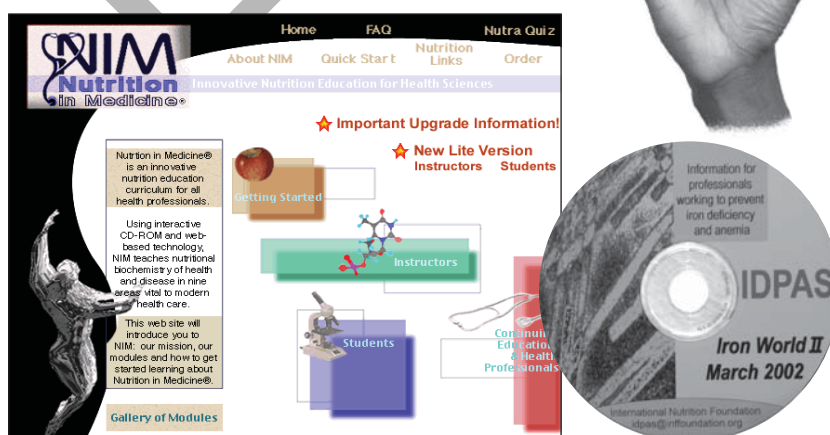 Home FAQ Nutra Quiz
About NIM Quick Start Nutrition Links Order
NIM
Nutrition
in Medicine®
Innovative Nutrition Education for Health Sciences
Important Upgrade Information!
New Lite Version
Instructors Students
Nutrtion in Medicine®
is an innovative
nutrition education
curriculum for all
health professionals.
Using interactive
CD-ROM and web-
based technology,
NIM teaches nutritional
biochemistry of health
and disease in nine
areas vital to modern
health care.
This web site will
introduce you to
NIM: our mission, our
modules and how to get
started learning about
Nutrition in Medicine®.
Gallery of Modules
Getting Started
Instructors
Students
Education
& Health
Professionals
Information for
professionals
working to prevent
iron deficiency
and anemia
IDPAS
Iron World II
March 2002
International Nutrition Foundation
idpas@inffoundation.org